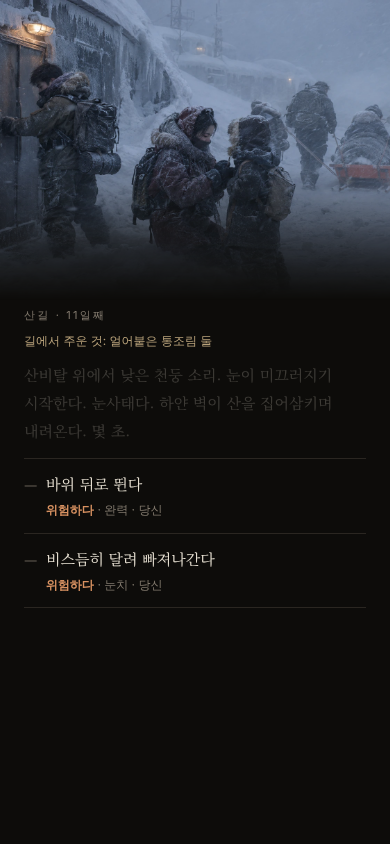 산길 · 11일째
길에서 주운 것: 얼어붙은 통조림 둘
산비탈 위에서 낮은 천둥 소리. 눈이 미끄러지기
시작한다. 눈사태다. 하얀 벽이 산을 집어삼키며
내려온다. 몇 초.
— 바위 뒤로 뛴다
위험하다 · 완력 · 당신
— 비스듬히 달려 빠져나간다
위험하다 · 눈치 · 당신